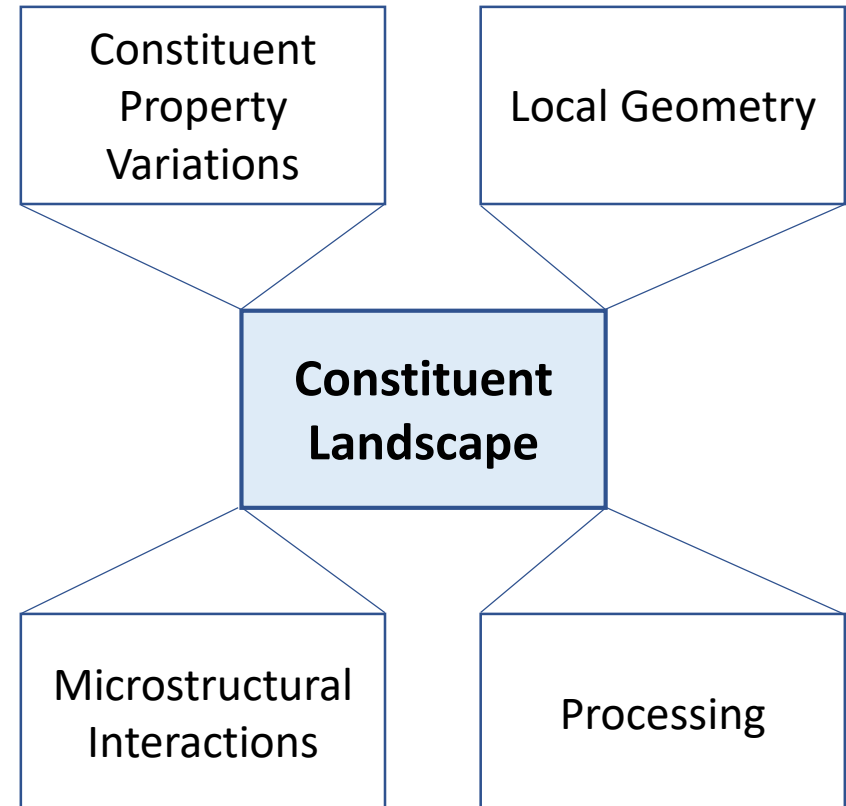 Constituent
Property
Variations
Local Geometry
Constituent
Landscape
Microstructural
Interactions
Processing